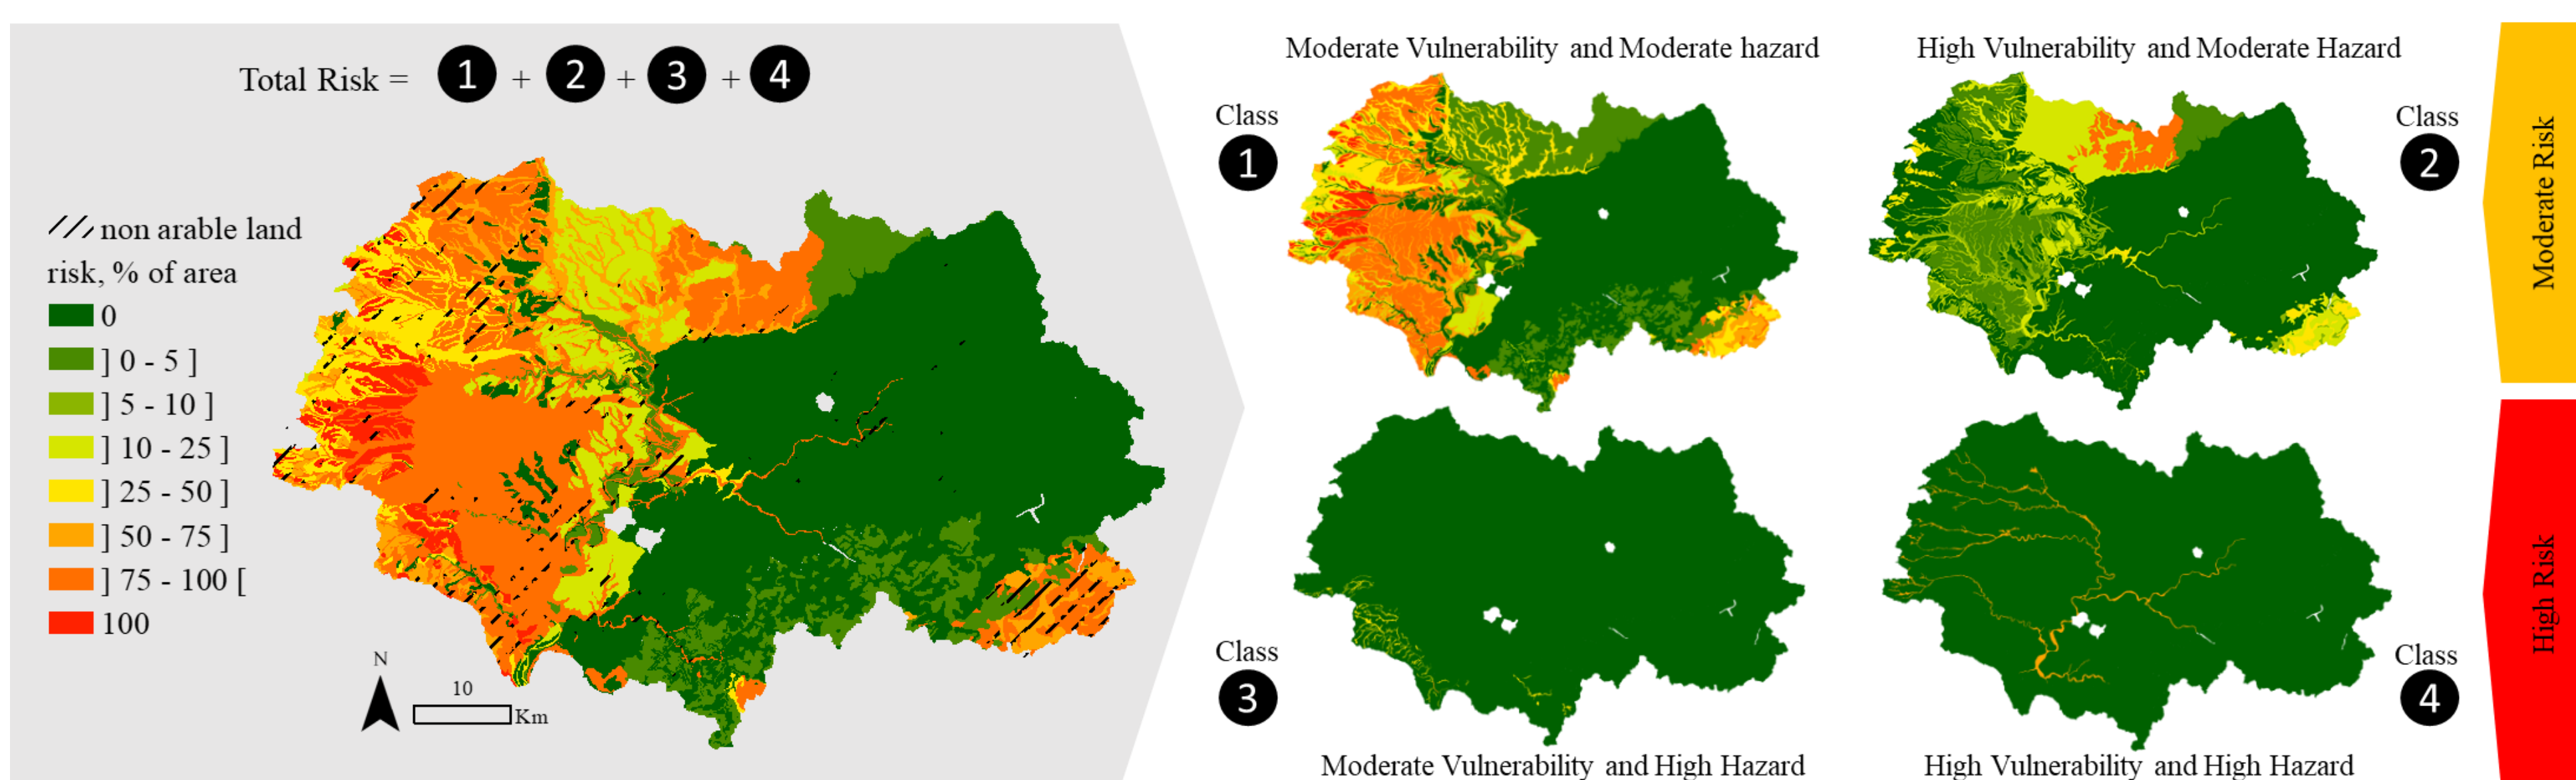 Total Risk = 1 + 2 + 3 + 4
non arable land
risk, % of area
0
] 0 - 5 ]
] 5 - 10 ]
] 10 - 25 ]
] 25 - 50 ]
] 50 - 75 ]
] 75 - 100 [
100
N
10
Km
Moderate Vulnerability and Moderate hazard
Class
1
High Vulnerability and Moderate Hazard
Class
2
Moderate Risk
Class
3
Moderate Vulnerability and High Hazard
Class
4
High Vulnerability and High Hazard
High Risk